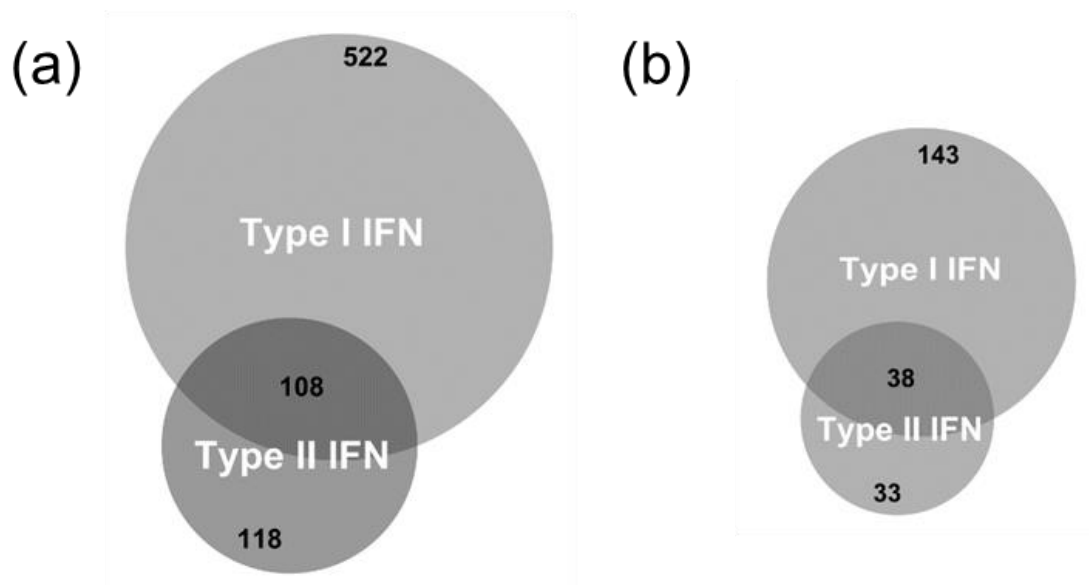 (a)
522
Type I IFN
108
Type II IFN
118
(b)
143
Type I IFN
38
Type II IFN
33